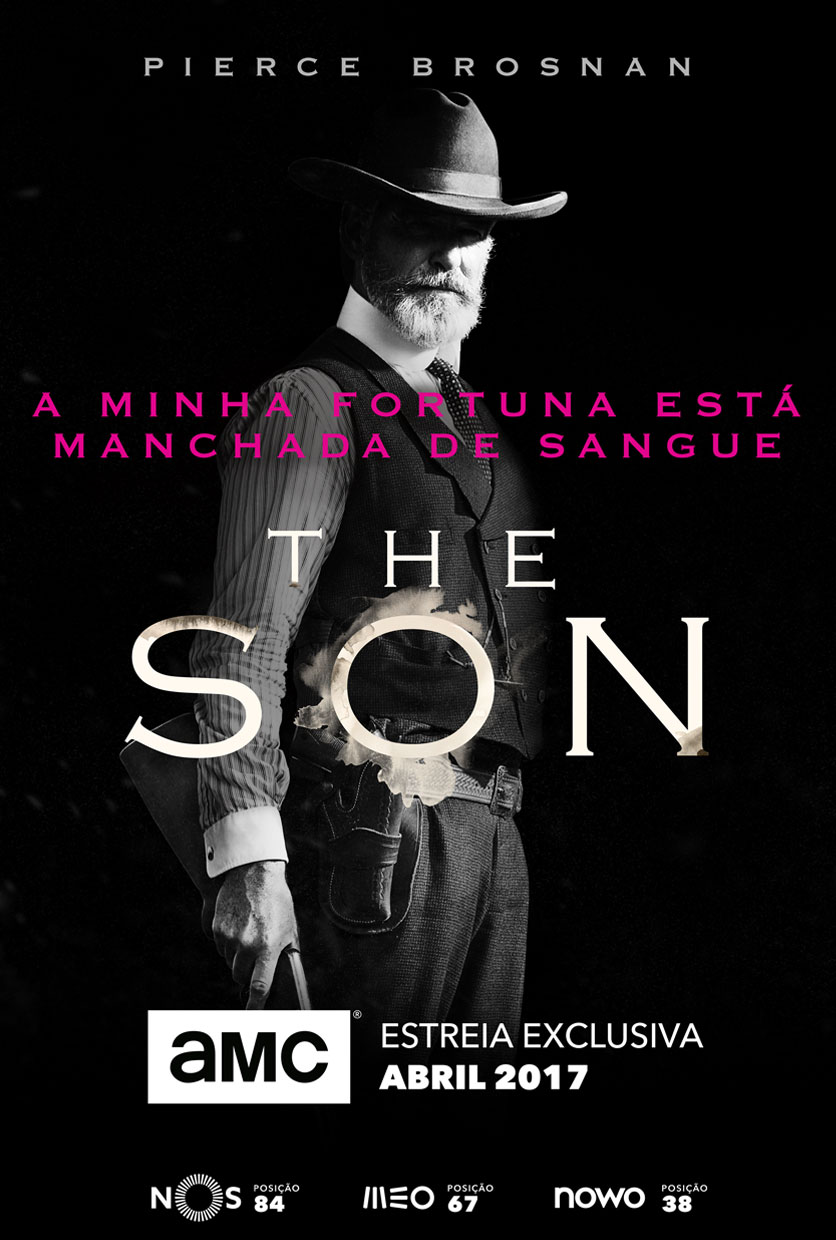 PIERCE BROSNAN
A MINHA FORTUNA ESTÁ
MANCHADA DE SANGUE
THE
SON
aMC®
ESTREIA EXCLUSIVA
ABRIL 2017
NOS POSIÇÃO 84
MEO POSIÇÃO 67
nowo POSIÇÃO 38